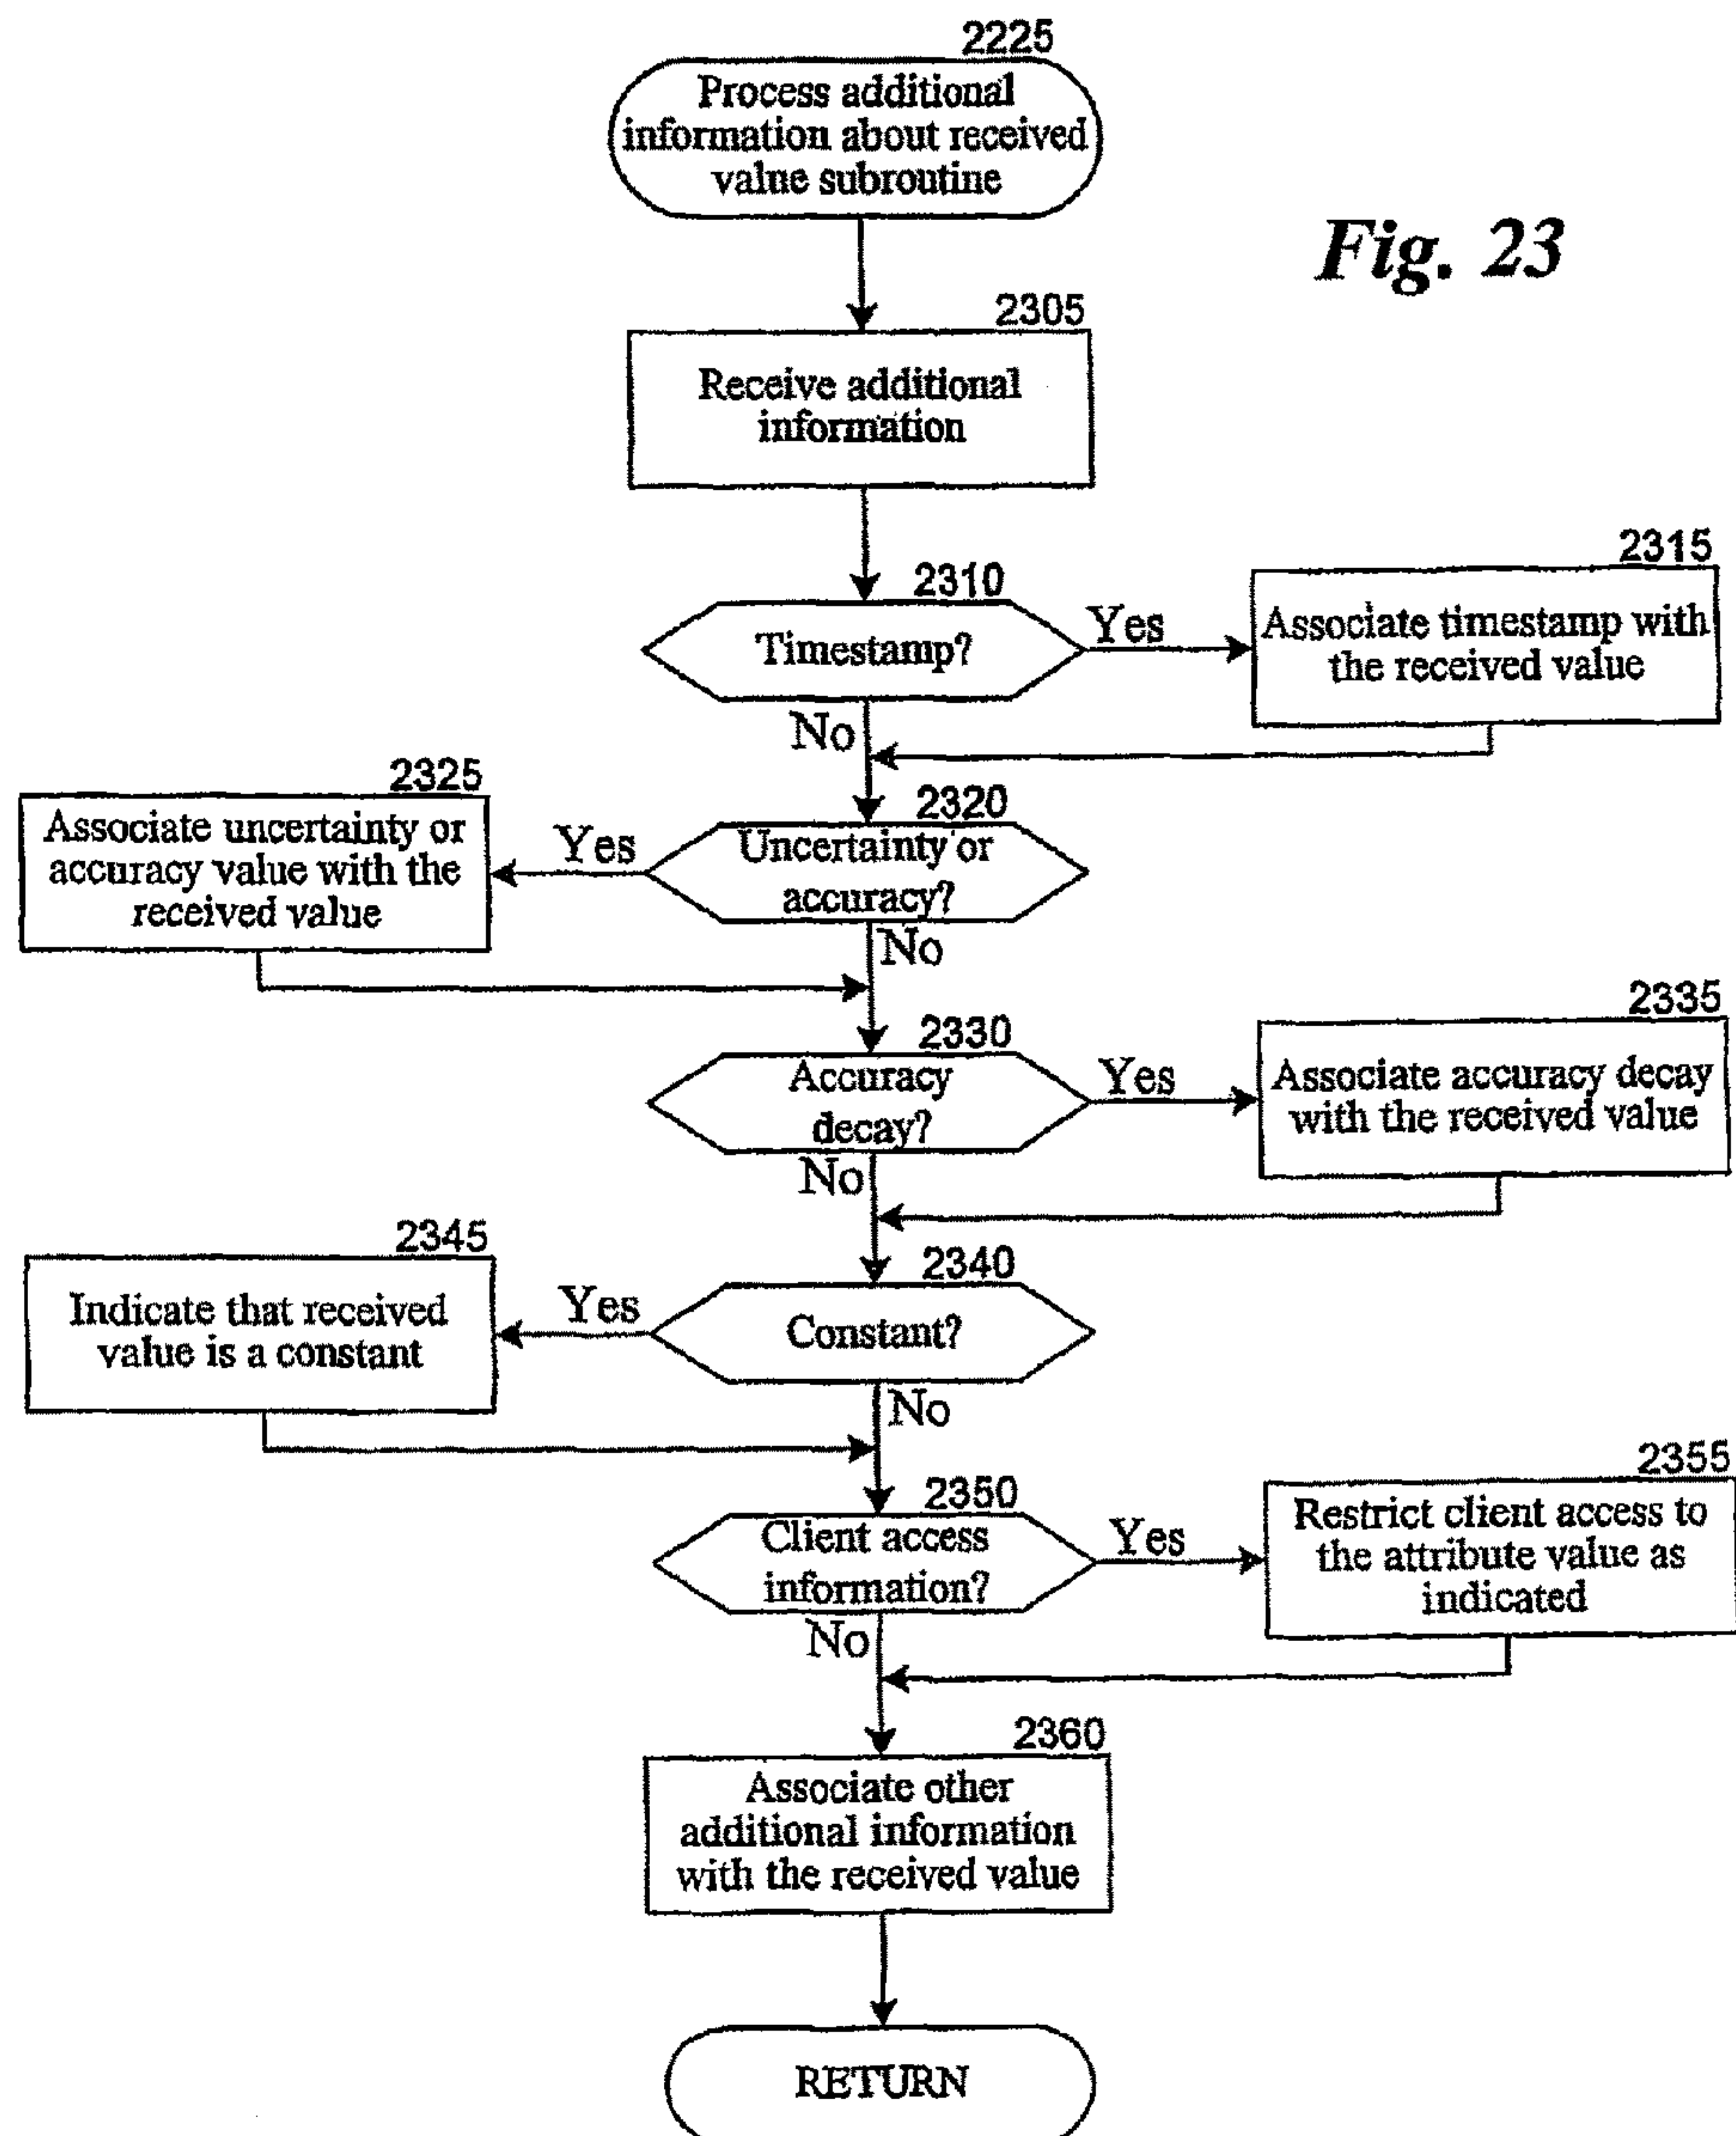 2225
Process additional
information about received
value subroutine
Fig. 23
2305
Receive additional
information
2310
Timestamp?
Yes
2315
Associate timestamp with
the received value
No
2320
Uncertainty or
accuracy?
Yes
2325
Associate uncertainty or
accuracy value with the
received value
No
2330
Accuracy
decay?
Yes
2335
Associate accuracy decay
with the received value
No
2340
Constant?
Yes
2345
Indicate that received
value is a constant
No
2350
Client access
information?
Yes
2355
Restrict client access to
the attribute value as
indicated
No
2360
Associate other
additional information
with the received value
RETURN